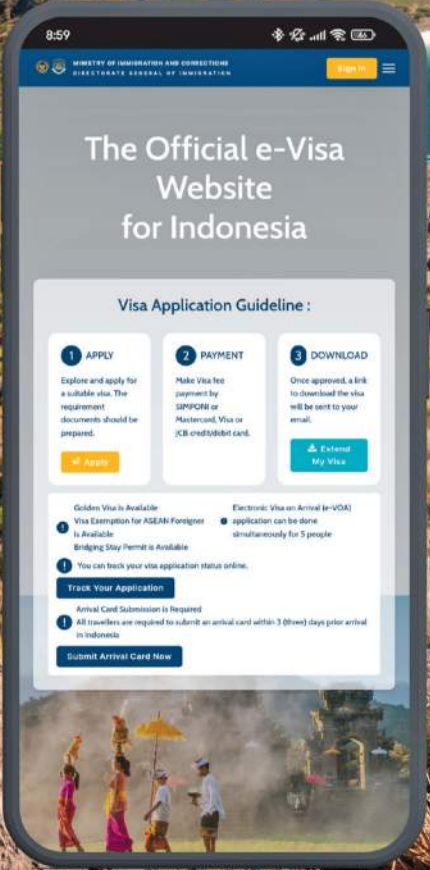 8:59
MINISTRY OF IMMIGRATION AND CORRECTIONS
DIRECTORATE GENERAL OF IMMIGRATION
Sign In
The Official e-Visa
Website
for Indonesia
Visa Application Guideline :
1 APPLY
Explore and apply for
a suitable visa. The
requirement
documents should be
prepared.
Apply
2 PAYMENT
Make Visa fee
payment by
SIMPONI or
Mastercard, Visa or
JCB credit/debit card.
3 DOWNLOAD
Once approved, a link
to download the visa
will be sent to your
email.
Extend
My Visa
Golden Visa is Available
Visa Exemption for ASEAN Foreigner
is Available
Bridging Stay Permit is Available
Electronic Visa on Arrival (e-VOA)
application can be done
simultaneously for 5 people
You can track your visa application status online.
Track Your Application
Arrival Card Submission is Required
All travellers are required to submit an arrival card within 3 (three) days prior arrival
in Indonesia
Submit Arrival Card Now